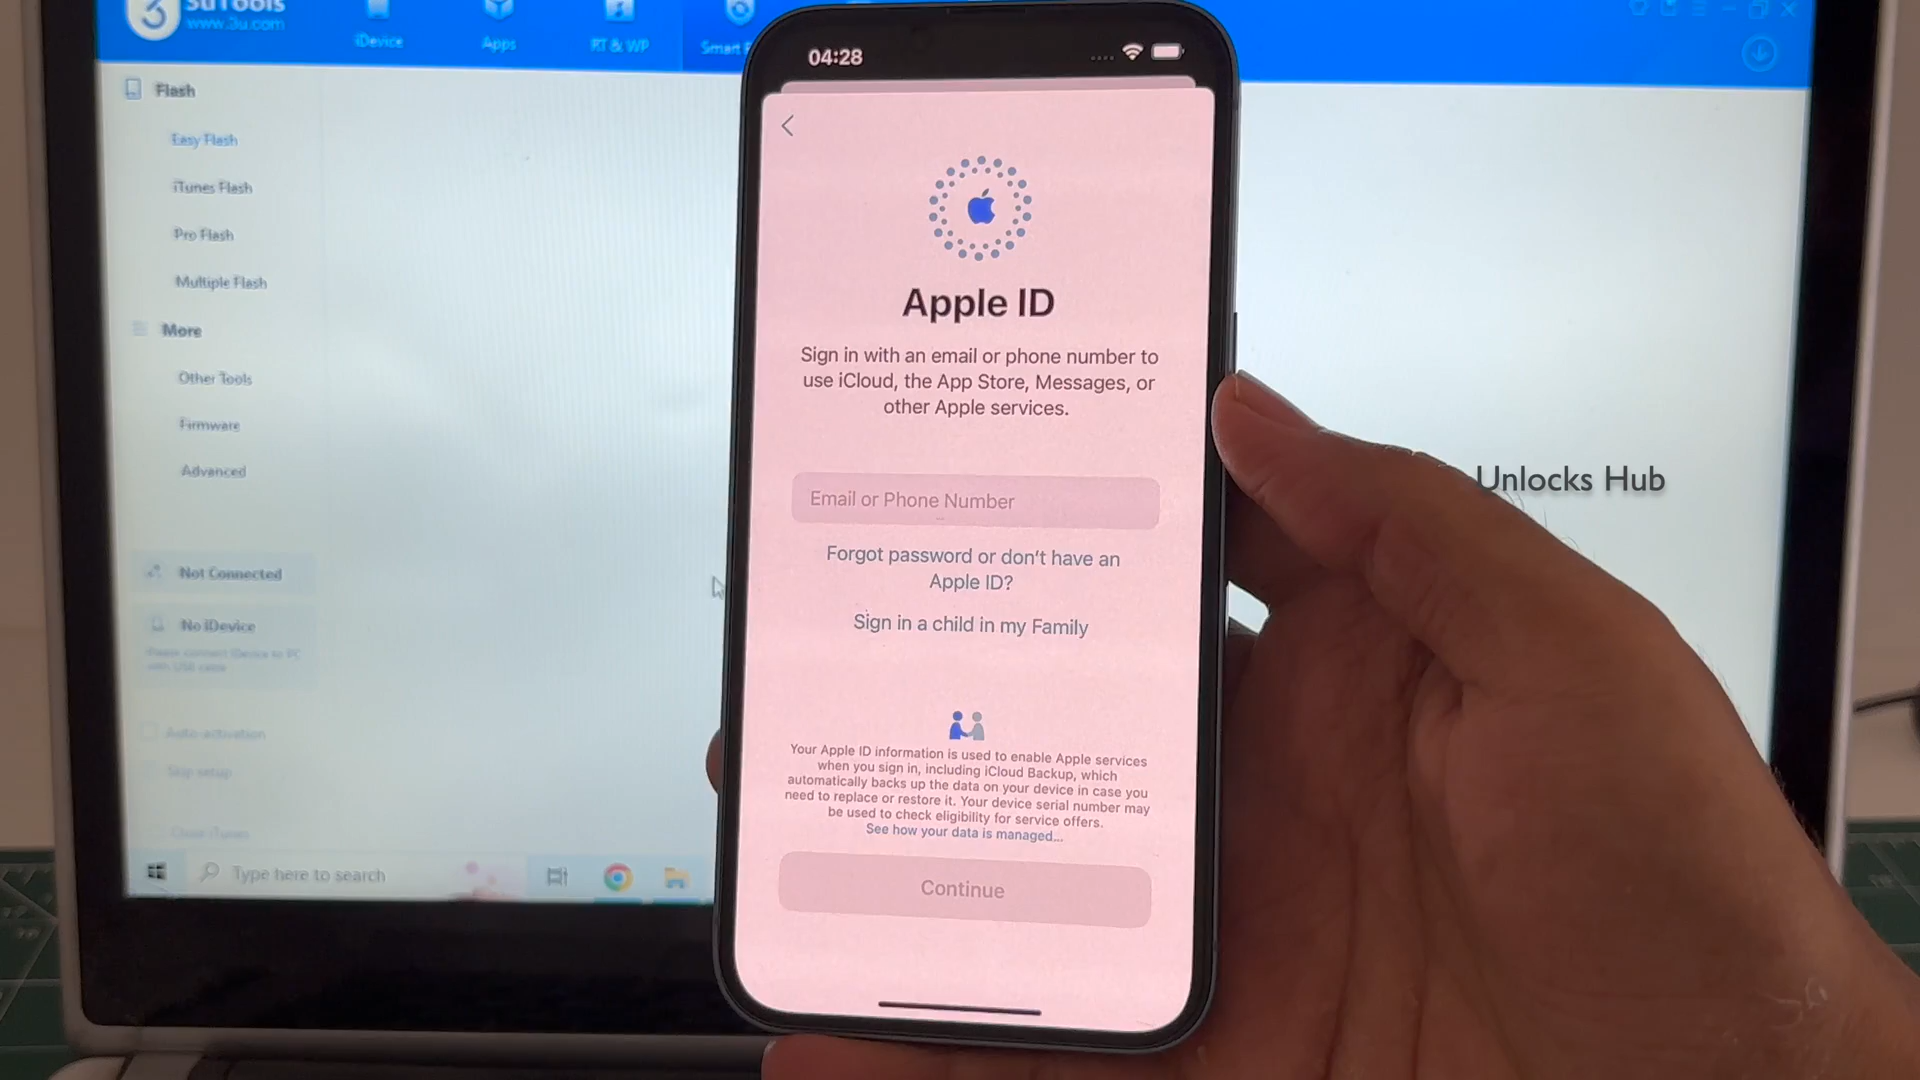 3uTools
www.3u.com
iDevice
Apps
RT & WP
Smart
Flash
Easy Flash
iTunes Flash
Pro Flash
Multiple Flash
More
Other Tools
Firmware
Advanced
Not Connected
No iDevice
Please connect iDevice to PC
with USB cable
Auto-activation
Skip setup
Type here to search
04:28
Apple ID
Sign in with an email or phone number to
use iCloud, the App Store, Messages, or
other Apple services.
Email or Phone Number
Forgot password or don't have an
Apple ID?
Sign in a child in my Family
Your Apple ID information is used to enable Apple services
when you sign in, including iCloud Backup, which
automatically backs up the data on your device in case you
need to replace or restore it. Your device serial number may
be used to check eligibility for service offers.
See how your data is managed...
Continue
Unlocks Hub